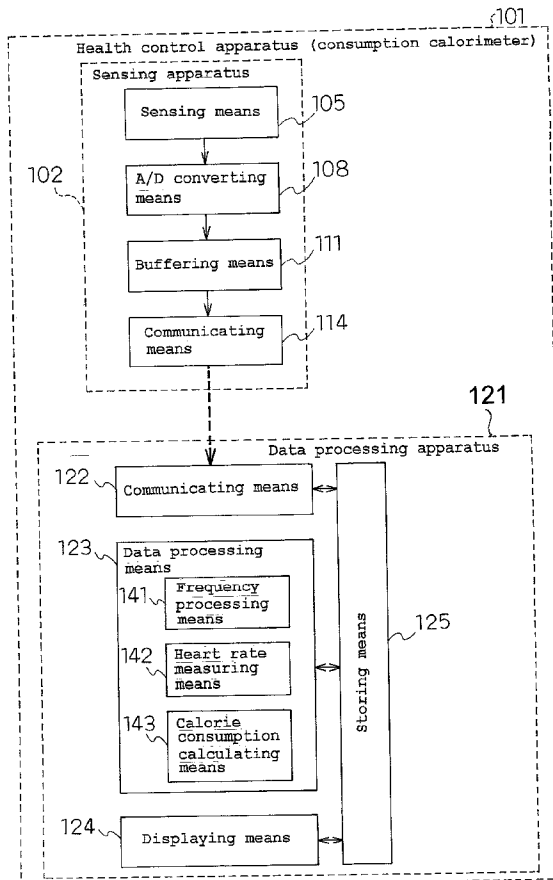 101
Health control apparatus (consumption calorimeter)
Sensing apparatus
Sensing means
105
102
A/D converting
means
108
Buffering means
111
Communicating
means
114
121
Data processing apparatus
122
Communicating means
123
Data processing
means
141
Frequency
processing
means
142
Heart rate
measuring
means
143
Calorie
consumption
calculating
means
Storing means
125
124
Displaying means